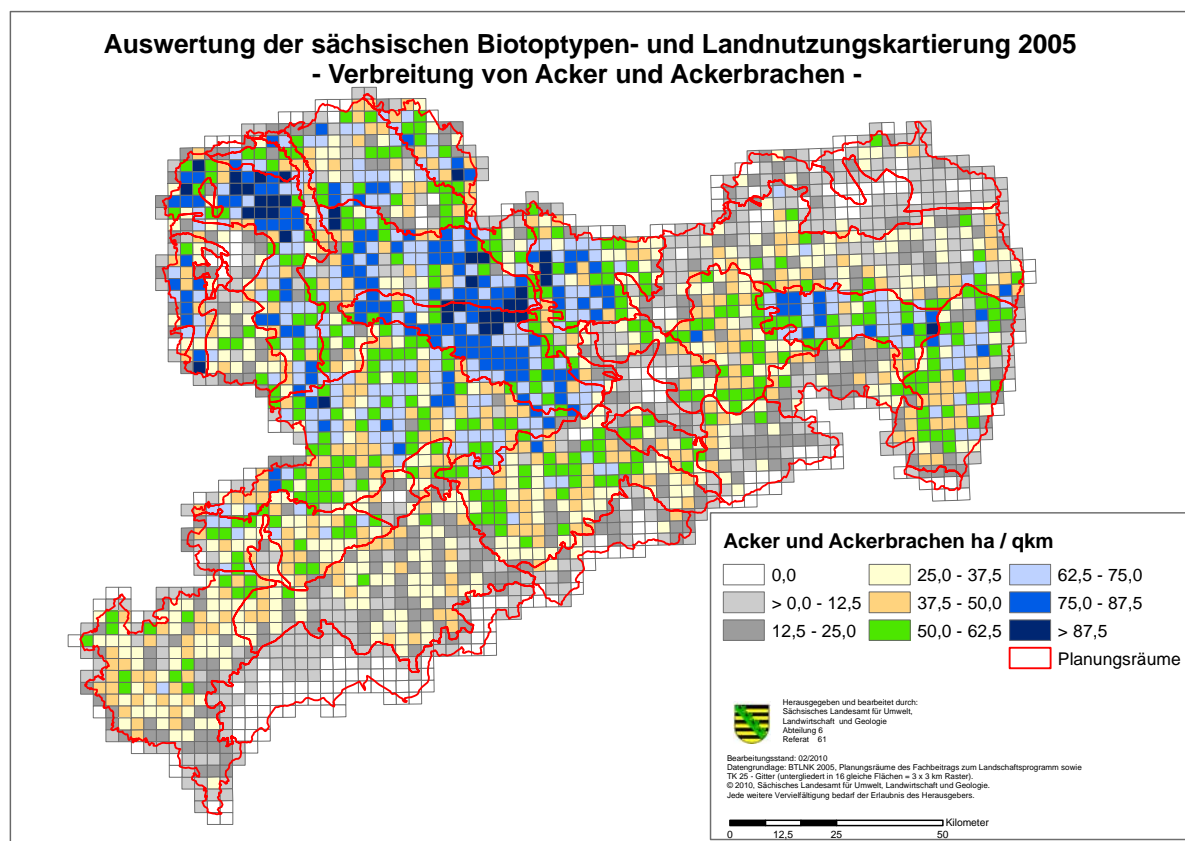 Auswertung der sächsischen Biotoptypen- und Landnutzungskartierung 2005
- Verbreitung von Acker und Ackerbrachen -
Acker und Ackerbrachen ha / qkm
0,0
25,0 - 37,5
62,5 - 75,0
> 0,0 - 12,5
37,5 - 50,0
75,0 - 87,5
12,5 - 25,0
50,0 - 62,5
> 87,5
Planungsräume
Herausgegeben und bearbeitet durch:
Sächsisches Landesamt für Umwelt,
Landwirtschaft und Geologie
Abteilung 6
Referat 61
Bearbeitungsstand: 02/2010
Datengrundlage: BTLNK 2005, Planungsräume des Fachbeitrags zum Landschaftsprogramm sowie
TK 25 - Gitter (untergliedert in 16 gleiche Flächen = 3 x 3 km Raster).
© 2010, Sächsisches Landesamt für Umwelt, Landwirtschaft und Geologie.
Jede weitere Vervielfältigung bedarf der Erlaubnis des Herausgebers.
Kilometer
0 12,5 25 50